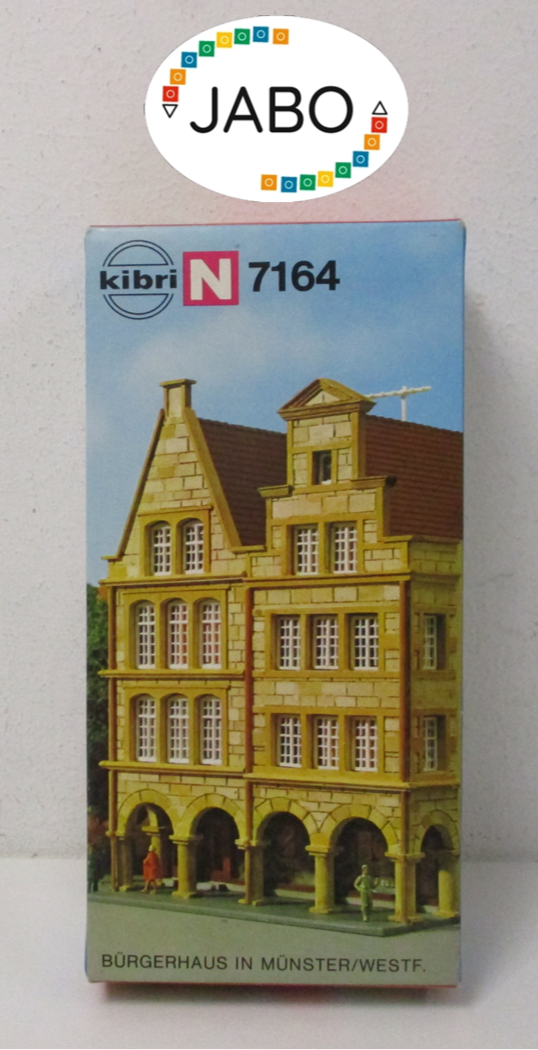 JABO
kibri N 7164
BÜRGERHAUS IN MÜNSTER/WESTF.